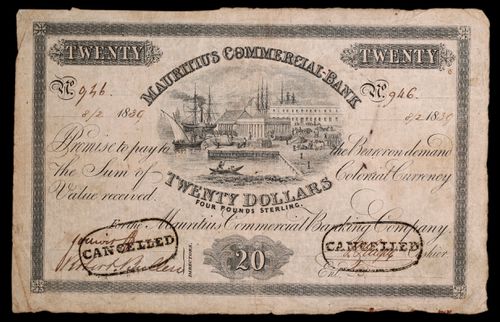 TWENTY TWENTY
MAURITIUS COMMERCIAL BANK
No. 946. No. 946.
8/2 1839 8/2 1839
Promise to pay to the Bearer on demand
the Sum of Colonial Currency
Value received.
TWENTY DOLLARS
FOUR POUNDS STERLING.
For the Mauritius Commercial Banking Company.
CANCELLED CANCELLED
DIRECTORS.
20
Cashier
Ent.